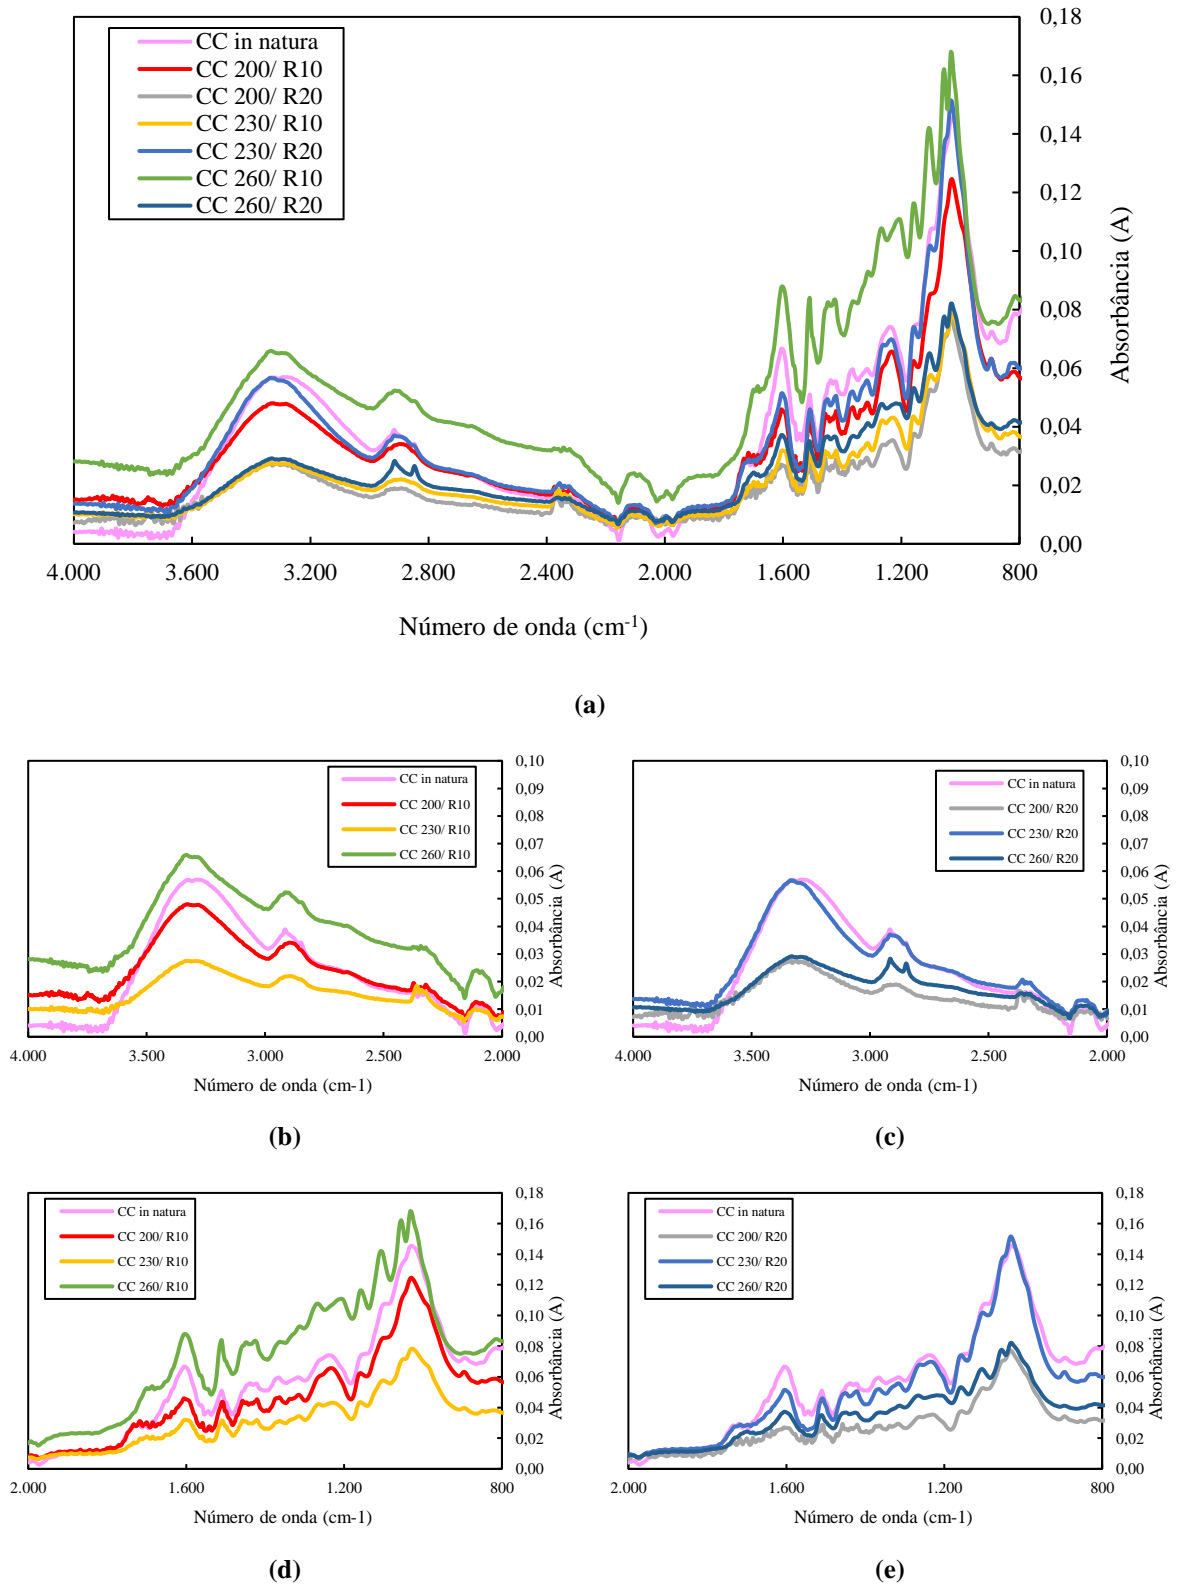 CC in natura
CC 200/ R10
CC 200/ R20
CC 230/ R10
CC 230/ R20
CC 260/ R10
CC 260/ R20
0,18
0,16
0,14
0,12
0,10
0,08
0,06
0,04
0,02
0,00
Absorbância (A)
4.000 3.600 3.200 2.800 2.400 2.000 1.600 1.200 800
Número de onda (cm-1)
(a)
CC in natura
CC 200/ R10
CC 230/ R10
CC 260/ R10
0,10
0,09
0,08
0,07
0,06
0,05
0,04
0,03
0,02
0,01
0,00
Absorbância (A)
4.000 3.500 3.000 2.500 2.000
Número de onda (cm-1)
(b)
CC in natura
CC 200/ R20
CC 230/ R20
CC 260/ R20
0,10
0,09
0,08
0,07
0,06
0,05
0,04
0,03
0,02
0,01
0,00
Absorbância (A)
4.000 3.500 3.000 2.500 2.000
Número de onda (cm-1)
(c)
CC in natura
CC 200/ R10
CC 230/ R10
CC 260/ R10
0,18
0,16
0,14
0,12
0,10
0,08
0,06
0,04
0,02
0,00
Absorbância (A)
2.000 1.600 1.200 800
Número de onda (cm-1)
(d)
CC in natura
CC 200/ R20
CC 230/ R20
CC 260/ R20
0,18
0,16
0,14
0,12
0,10
0,08
0,06
0,04
0,02
0,00
Absorbância (A)
2.000 1.600 1.200 800
Número de onda (cm-1)
(e)